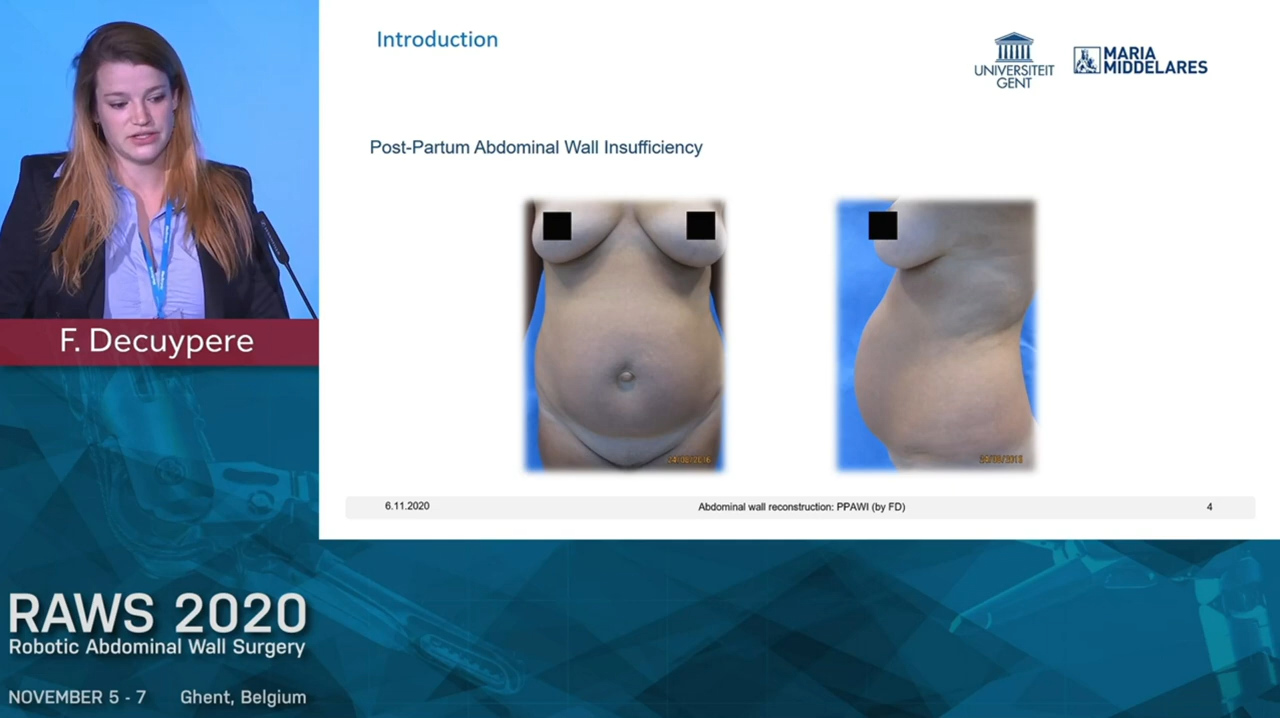 Introduction
UNIVERSITEIT
GENT
MARIA
MIDDELARES
Post-Partum Abdominal Wall Insufficiency
F. Decuypere
6.11.2020
Abdominal wall reconstruction: PPAWI (by FD)
4
RAWS 2020
Robotic Abdominal Wall Surgery
NOVEMBER 5 - 7
Ghent, Belgium